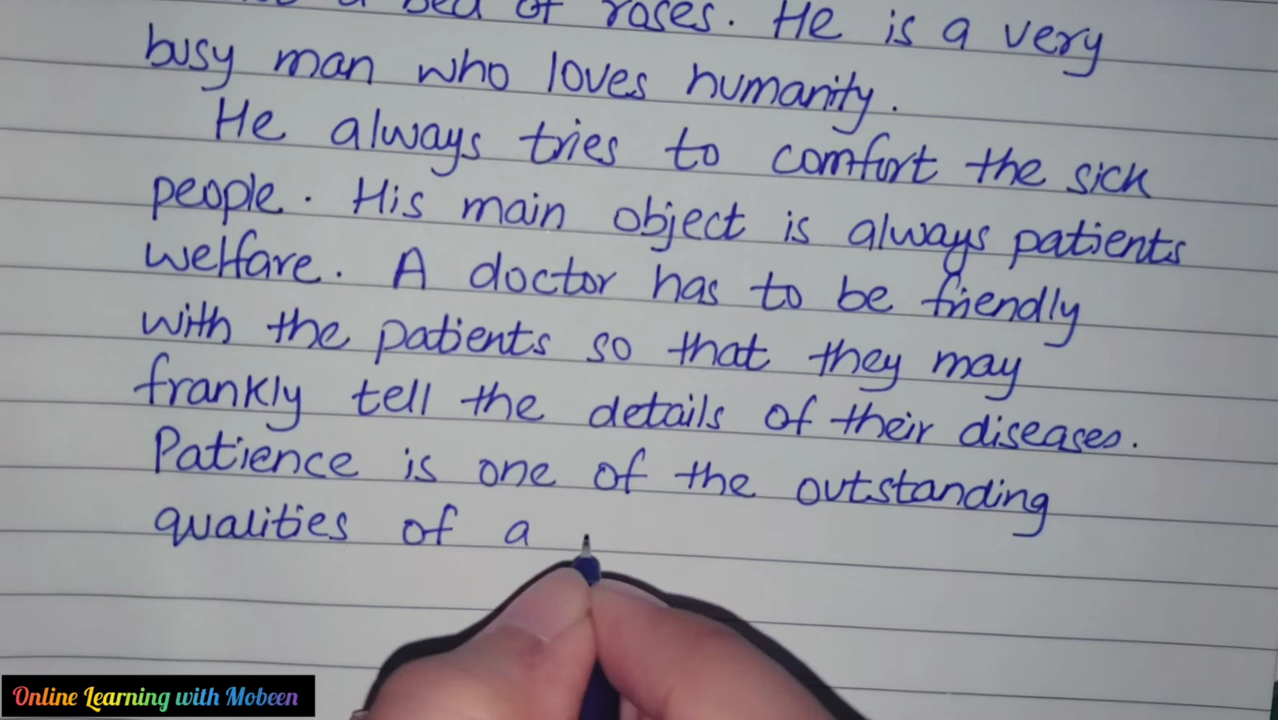 a bed of roses. He is a very
busy man who loves humanity.
He always tries to comfort the sick
people. His main object is always patients
welfare. A doctor has to be friendly
with the patients so that they may
frankly tell the details of their diseases.
Patience is one of the outstanding
qualities of a
Online Learning with Mobeen